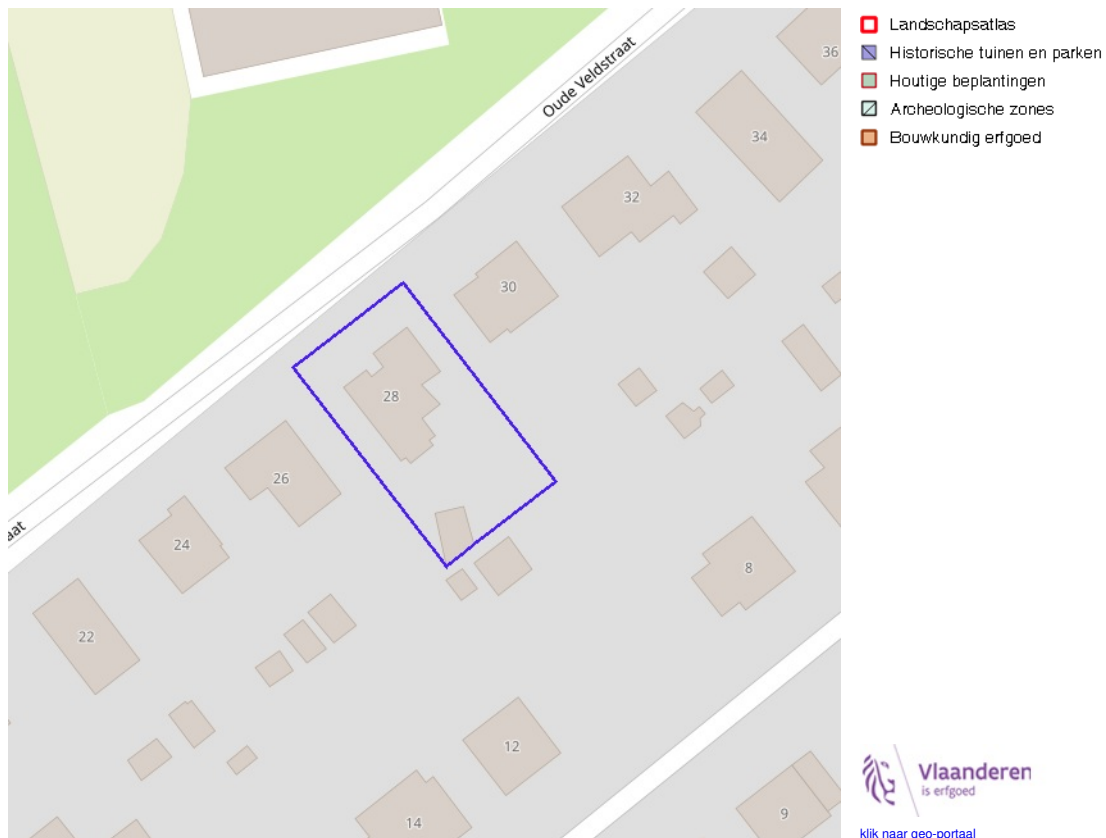 Oude Veldstraat
36
34
32
30
28
26
24
22
aat
8
12
14
9
Landschapsatlas
Historische tuinen en parken
Houtige beplantingen
Archeologische zones
Bouwkundig erfgoed
Vlaanderen
is erfgoed
klik naar geo-portaal